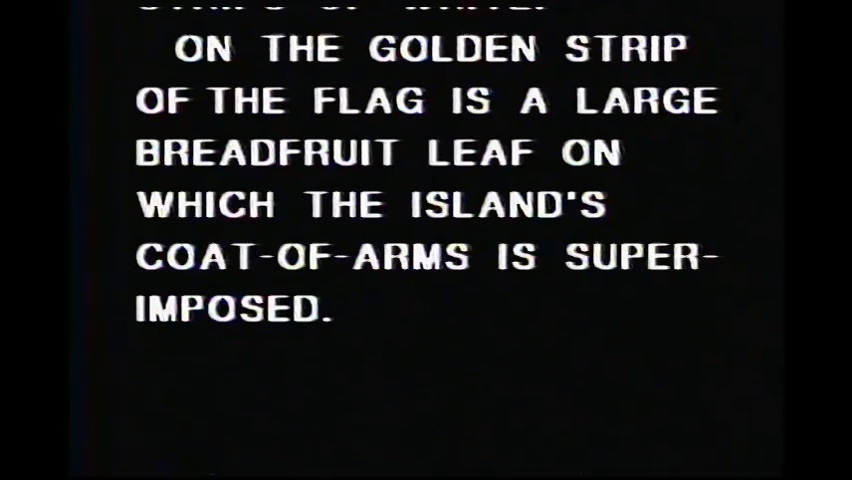 ON THE GOLDEN STRIP
OF THE FLAG IS A LARGE
BREADFRUIT LEAF ON
WHICH THE ISLAND'S
COAT-OF-ARMS IS SUPER-
IMPOSED.